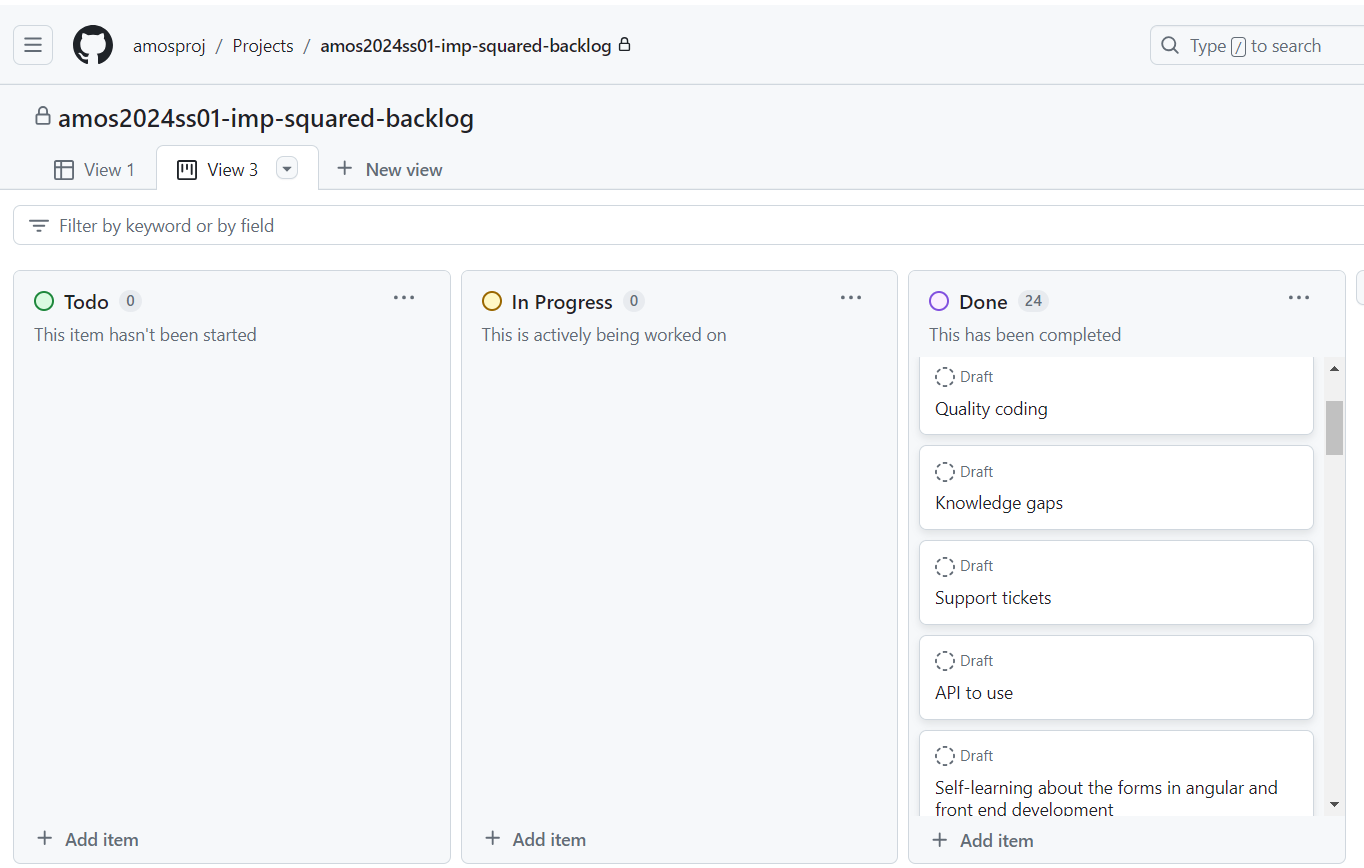 amosproj / Projects / amos2024ss01-imp-squared-backlog
Type / to search
amos2024ss01-imp-squared-backlog
View 1
View 3
New view
Filter by keyword or by field
Todo 0
This item hasn't been started
Add item
In Progress 0
This is actively being worked on
Add item
Done 24
This has been completed
Draft
Quality coding
Draft
Knowledge gaps
Draft
Support tickets
Draft
API to use
Draft
Self-learning about the forms in angular and
front end development
Add item